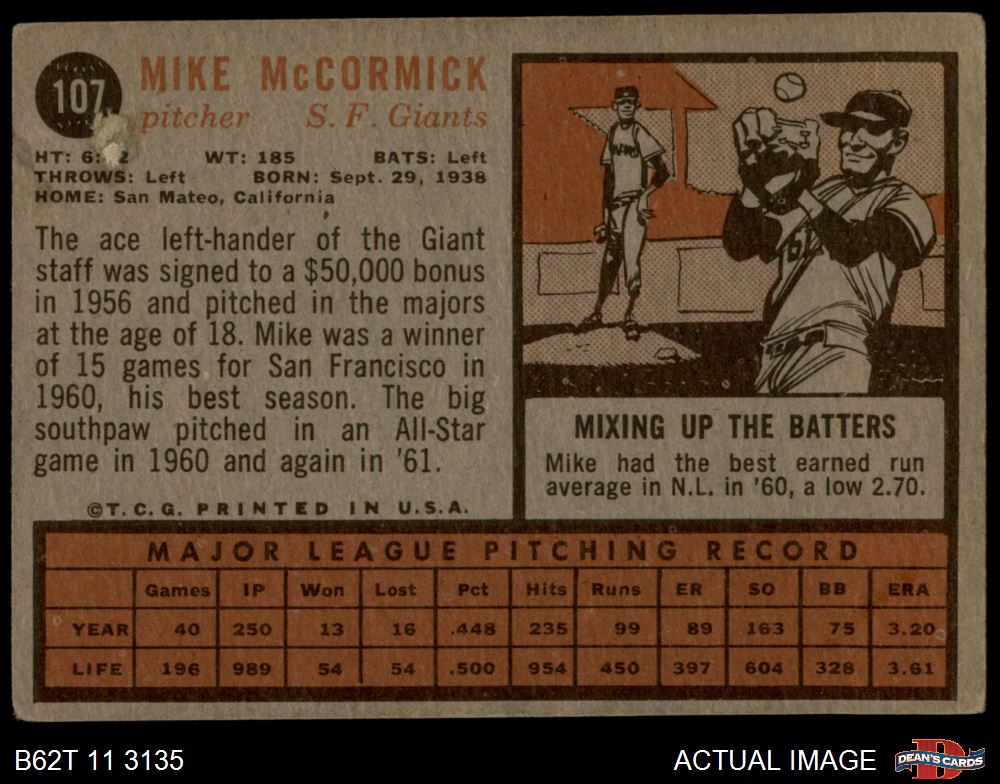 107
MIKE McCORMICK
pitcher S. F. Giants
HT: 6: 2 WT: 185 BATS: Left
THROWS: Left BORN: Sept. 29, 1938
HOME: San Mateo, California
The ace left-hander of the Giant
staff was signed to a $50,000 bonus
in 1956 and pitched in the majors
at the age of 18. Mike was a winner
of 15 games for San Francisco in
1960, his best season. The big
southpaw pitched in an All-Star
game in 1960 and again in '61.
©T. C. G. PRINTED IN U.S.A.
MIXING UP THE BATTERS
Mike had the best earned run
average in N.L. in '60, a low 2.70.
MAJOR LEAGUE PITCHING RECORD
Games IP Won Lost Pct Hits Runs ER SO BB ERA
YEAR 40 250 13 16 .448 235 99 89 163 75 3.20
LIFE 196 989 54 54 .500 954 450 397 604 328 3.61
B62T 11 3135 ACTUAL IMAGE DEAN'S CARDS